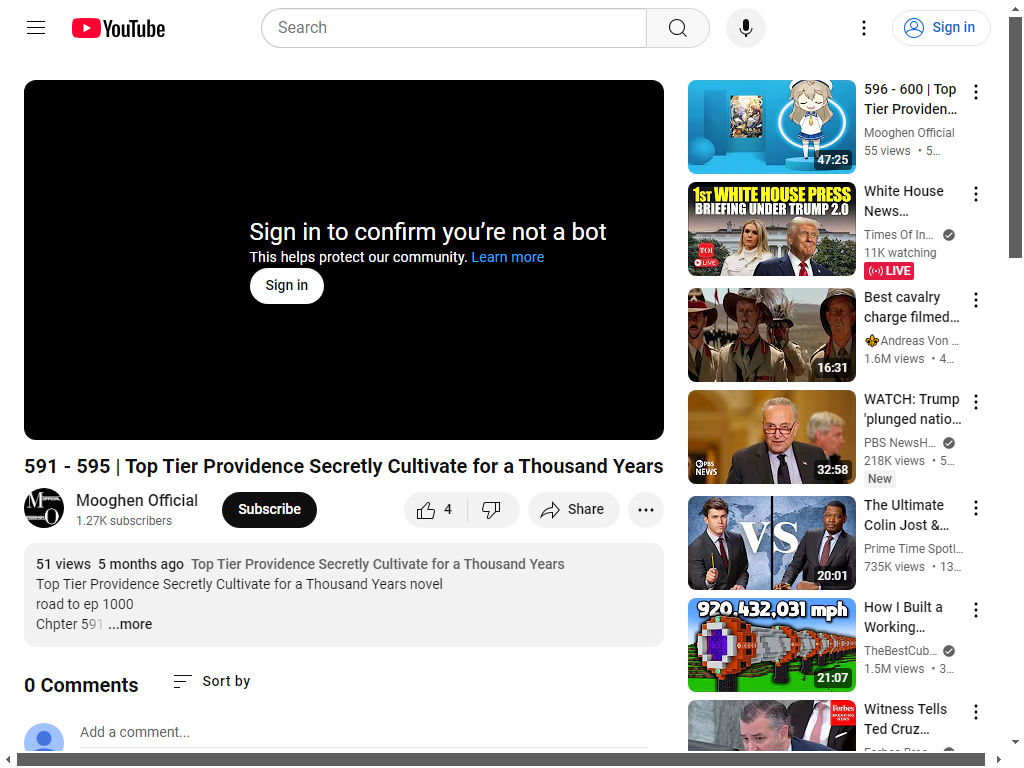 YouTube
Search
Sign in
Sign in to confirm you’re not a bot
This helps protect our community. Learn more
Sign in
591 - 595 | Top Tier Providence Secretly Cultivate for a Thousand Years
Mooghen Official
1.27K subscribers
Subscribe
4
Share
51 views 5 months ago Top Tier Providence Secretly Cultivate for a Thousand Years
Top Tier Providence Secretly Cultivate for a Thousand Years novel
road to ep 1000
Chpter 591 ...more
0 Comments
Sort by
Add a comment...
47:25
596 - 600 | Top
Tier Providen...
Mooghen Official
55 views • 5...
1ST WHITE HOUSE PRESS
BRIEFING UNDER TRUMP 2.0
TOI
LIVE
White House
News...
Times Of In...
11K watching
LIVE
16:31
Best cavalry
charge filmed...
Andreas Von ...
1.6M views • 4...
PBS
NEWS
32:58
WATCH: Trump
'plunged natio...
PBS NewsH...
218K views • 5...
New
VS
20:01
The Ultimate
Colin Jost &...
Prime Time Spotl...
735K views • 13...
920,432,031 mph
21:07
How I Built a
Working...
TheBestCub...
1.5M views • 3...
Forbes
BREAKING
NEWS
Witness Tells
Ted Cruz...